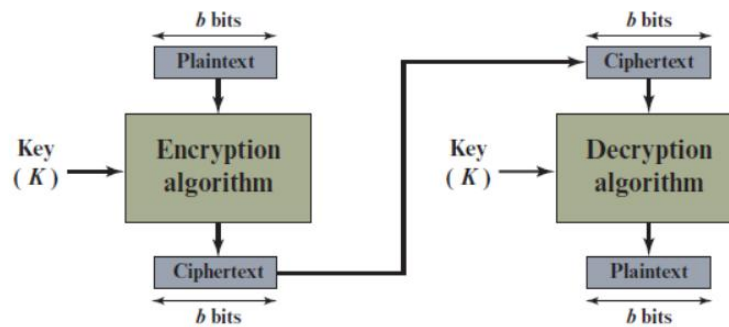 b bits
Plaintext
Key
( K )
Encryption
algorithm
Ciphertext
b bits
b bits
Ciphertext
Key
( K )
Decryption
algorithm
Plaintext
b bits